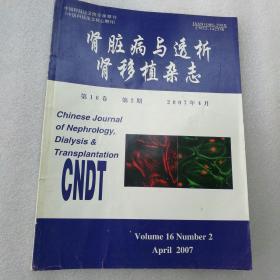 肾脏病与透析
肾移植杂志
第16卷 第2期 2007年4月
Chinese Journal
of Nephrology,
Dialysis &
Transplantation
CNDT
Volume 16 Number 2
April 2007